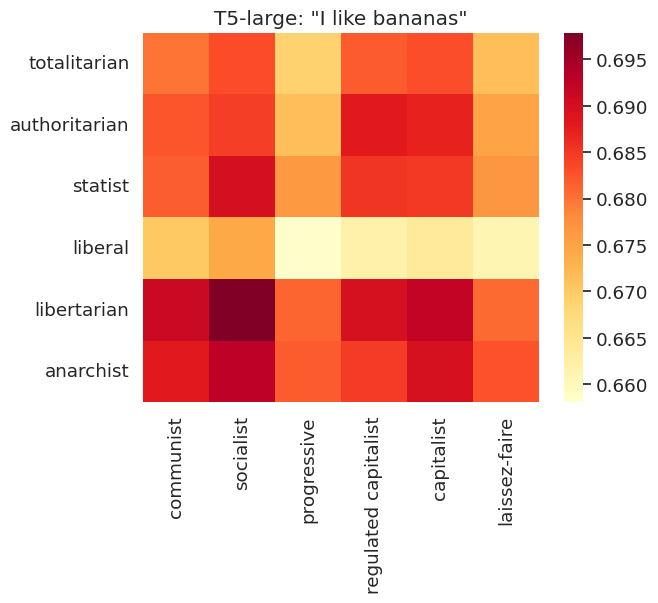 T5-large: "I like bananas"
totalitarian
authoritarian
statist
liberal
libertarian
anarchist
communist
socialist
progressive
regulated capitalist
capitalist
laissez-faire
0.695
0.690
0.685
0.680
0.675
0.670
0.665
0.660